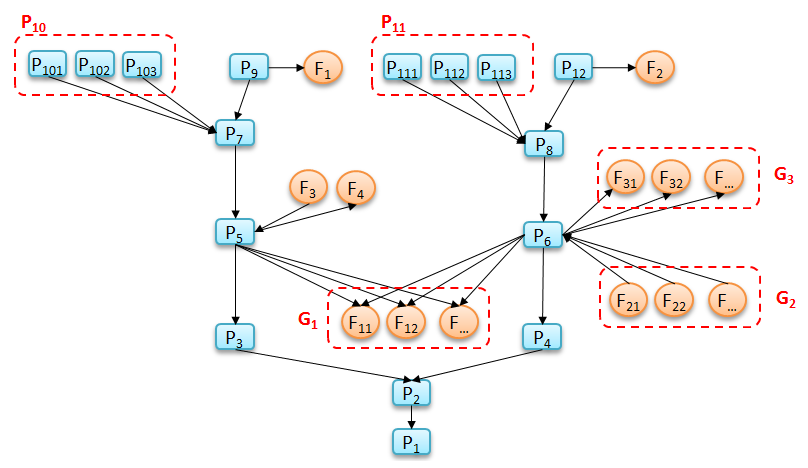 P10
P11
P101 P102 P103
P9
F1
P111 P112 P113
P12
F2
P7
P8
F3 F4
F31 F32 F...
G3
P5
P6
G1
F11 F12 F...
F21 F22 F...
G2
P3
P4
P2
P1